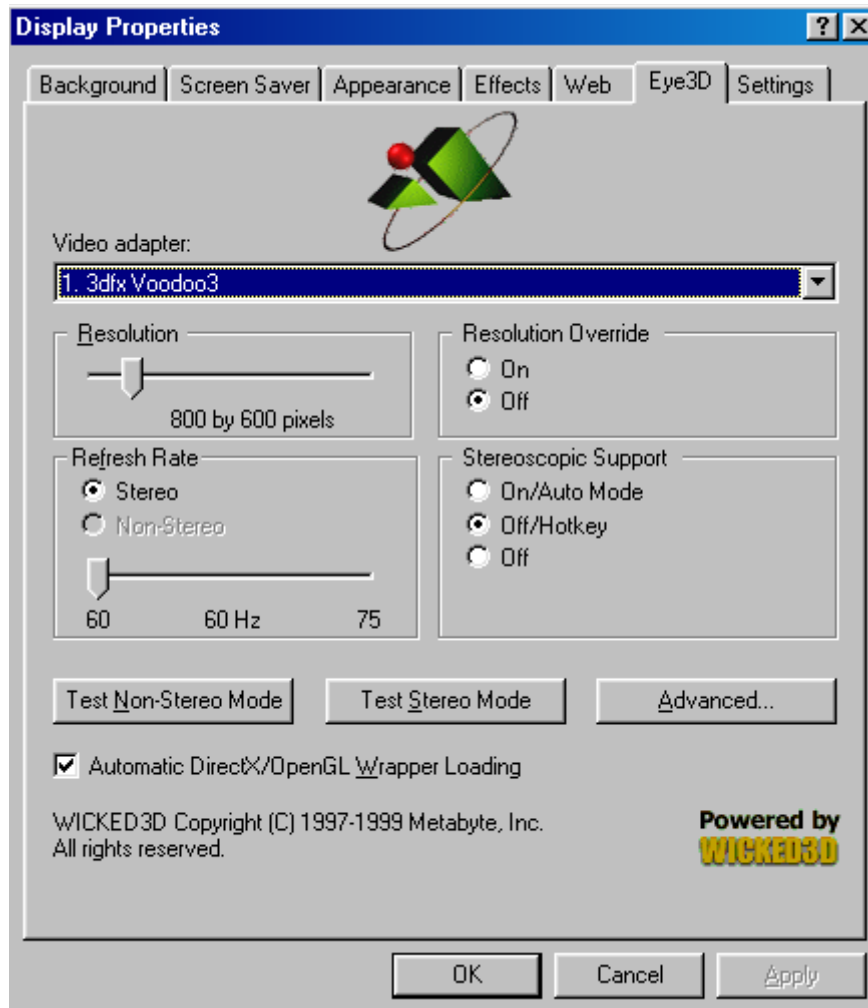 Display Properties
Background Screen Saver Appearance Effects Web Eye3D Settings
Video adapter:
1. 3dfx Voodoo3
Resolution
800 by 600 pixels
Resolution Override
On
Off
Refresh Rate
Stereo
Non-Stereo
60 60 Hz 75
Stereoscopic Support
On/Auto Mode
Off/Hotkey
Off
Test Non-Stereo Mode Test Stereo Mode Advanced...
Automatic DirectX/OpenGL Wrapper Loading
WICKED3D Copyright (C) 1997-1999 Metabyte, Inc.
All rights reserved.
Powered by
WICKED3D
OK Cancel Apply